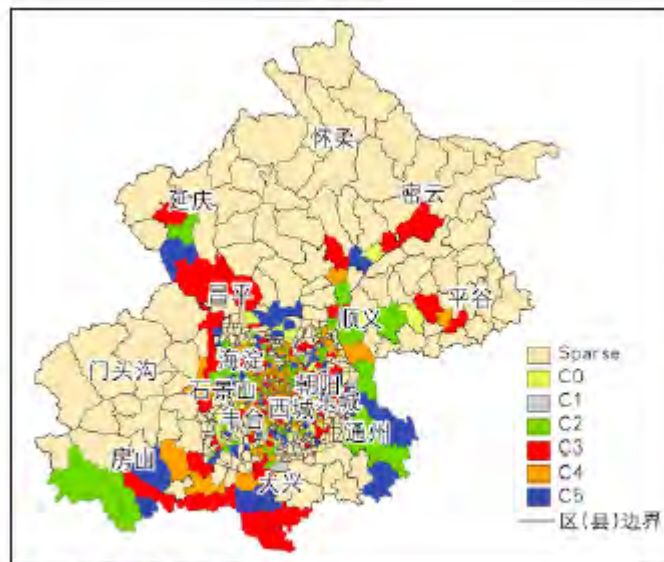 怀柔
密云
延庆
昌平
平谷
顺义
门头沟
海淀
石景山
朝阳
西城
丰台
通州
房山
大兴
Sparse
C0
C1
C2
C3
C4
C5
区(县)边界